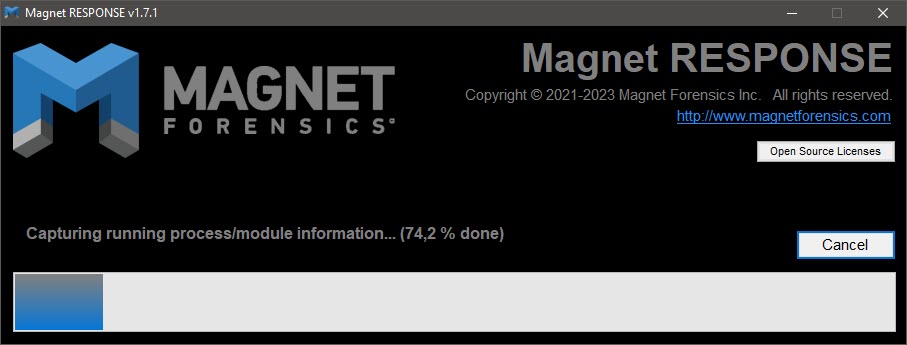 Magnet RESPONSE v1.7.1
MAGNET
FORENSICS®
Magnet RESPONSE
Copyright © 2021-2023 Magnet Forensics Inc. All rights reserved.
http://www.magnetforensics.com
Open Source Licenses
Capturing running process/module information... (74,2 % done)
Cancel